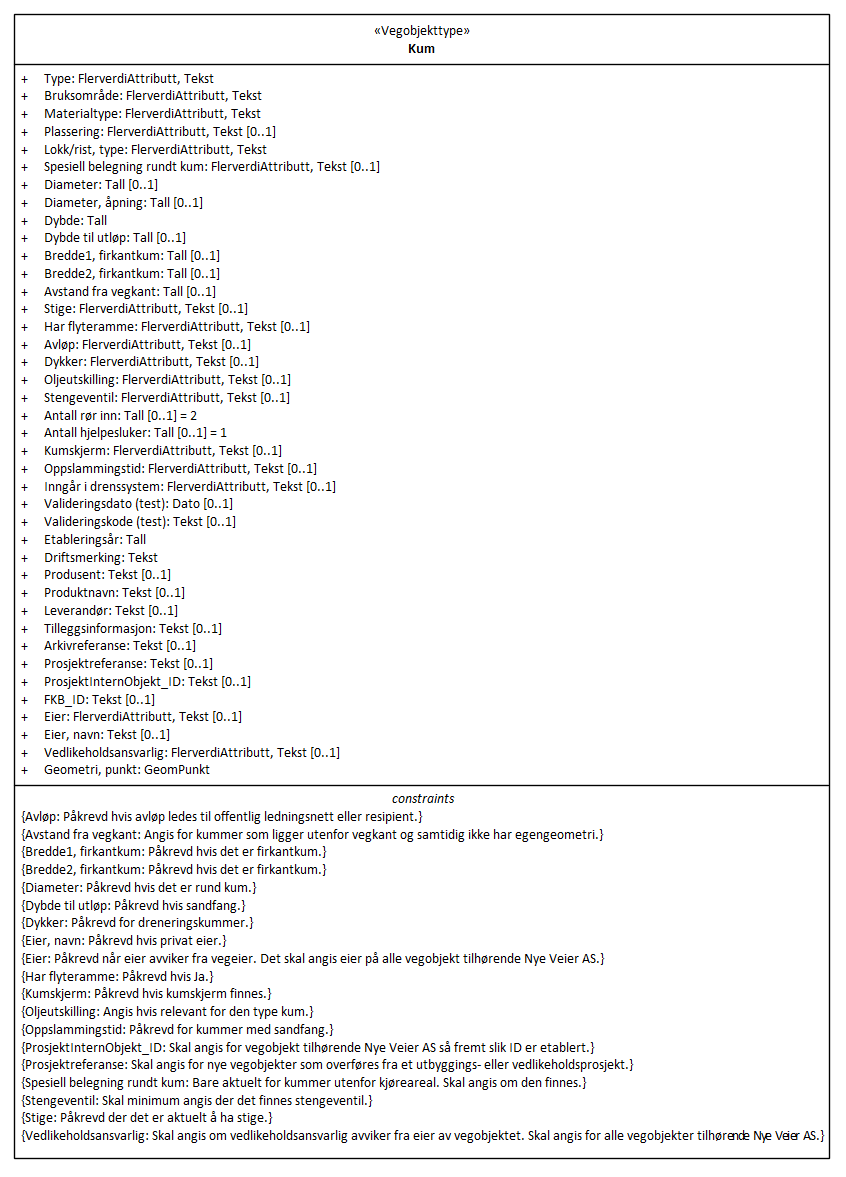 «Vegobjekttype»
Kum
+ Type: FlerverdiAttributt, Tekst
+ Bruksområde: FlerverdiAttributt, Tekst
+ Materialtype: FlerverdiAttributt, Tekst
+ Plassering: FlerverdiAttributt, Tekst [0..1]
+ Lokk/rist, type: FlerverdiAttributt, Tekst
+ Spesiell belegning rundt kum: FlerverdiAttributt, Tekst [0..1]
+ Diameter: Tall [0..1]
+ Diameter, åpning: Tall [0..1]
+ Dybde: Tall
+ Dybde til utløp: Tall [0..1]
+ Bredde1, firkantkum: Tall [0..1]
+ Bredde2, firkantkum: Tall [0..1]
+ Avstand fra vegkant: Tall [0..1]
+ Stige: FlerverdiAttributt, Tekst [0..1]
+ Har flyteramme: FlerverdiAttributt, Tekst [0..1]
+ Avløp: FlerverdiAttributt, Tekst [0..1]
+ Dykker: FlerverdiAttributt, Tekst [0..1]
+ Oljeutskilling: FlerverdiAttributt, Tekst [0..1]
+ Stengeventil: FlerverdiAttributt, Tekst [0..1]
+ Antall rør inn: Tall [0..1] = 2
+ Antall hjelpesluker: Tall [0..1] = 1
+ Kumskjerm: FlerverdiAttributt, Tekst [0..1]
+ Oppslammingstid: FlerverdiAttributt, Tekst [0..1]
+ Inngår i drenssystem: FlerverdiAttributt, Tekst [0..1]
+ Valideringsdato (test): Dato [0..1]
+ Valideringskode (test): Tekst [0..1]
+ Etableringsår: Tall
+ Driftsmerking: Tekst
+ Produsent: Tekst [0..1]
+ Produktnavn: Tekst [0..1]
+ Leverandør: Tekst [0..1]
+ Tilleggsinformasjon: Tekst [0..1]
+ Arkivreferanse: Tekst [0..1]
+ Prosjektreferanse: Tekst [0..1]
+ ProsjektInternObjekt_ID: Tekst [0..1]
+ FKB_ID: Tekst [0..1]
+ Eier: FlerverdiAttributt, Tekst [0..1]
+ Eier, navn: Tekst [0..1]
+ Vedlikeholdsansvarlig: FlerverdiAttributt, Tekst [0..1]
+ Geometri, punkt: GeomPunkt
constraints
{Avløp: Påkrevd hvis avløp ledes til offentlig ledningsnett eller resipient.}
{Avstand fra vegkant: Angis for kummer som ligger utenfor vegkant og samtidig ikke har egengeometri.}
{Bredde1, firkantkum: Påkrevd hvis det er firkantkum.}
{Bredde2, firkantkum: Påkrevd hvis det er firkantkum.}
{Diameter: Påkrevd hvis det er rund kum.}
{Dybde til utløp: Påkrevd hvis sandfang.}
{Dykker: Påkrevd for dreneringskummer.}
{Eier, navn: Påkrevd hvis privat eier.}
{Eier: Påkrevd når eier avviker fra vegeier. Det skal angis eier på alle vegobjekt tilhørende Nye Veier AS.}
{Har flyteramme: Påkrevd hvis Ja.}
{Kumskjerm: Påkrevd hvis kumskjerm finnes.}
{Oljeutskilling: Angis hvis relevant for den type kum.}
{Oppslammingstid: Påkrevd for kummer med sandfang.}
{ProsjektInternObjekt_ID: Skal angis for vegobjekt tilhørende Nye Veier AS så fremt slik ID er etablert.}
{Prosjektreferanse: Skal angis for nye vegobjekter som overføres fra et utbyggings- eller vedlikeholdsprosjekt.}
{Spesiell belegning rundt kum: Bare aktuelt for kummer utenfor kjøreareal. Skal angis om den finnes.}
{Stengeventil: Skal minimum angis der det finnes stengeventil.}
{Stige: Påkrevd der det er aktuelt å ha stige.}
{Vedlikeholdsansvarlig: Skal angis om vedlikeholdsansvarlig avviker fra eier av vegobjektet. Skal angis for alle vegobjekter tilhørende Nye Veier AS.}